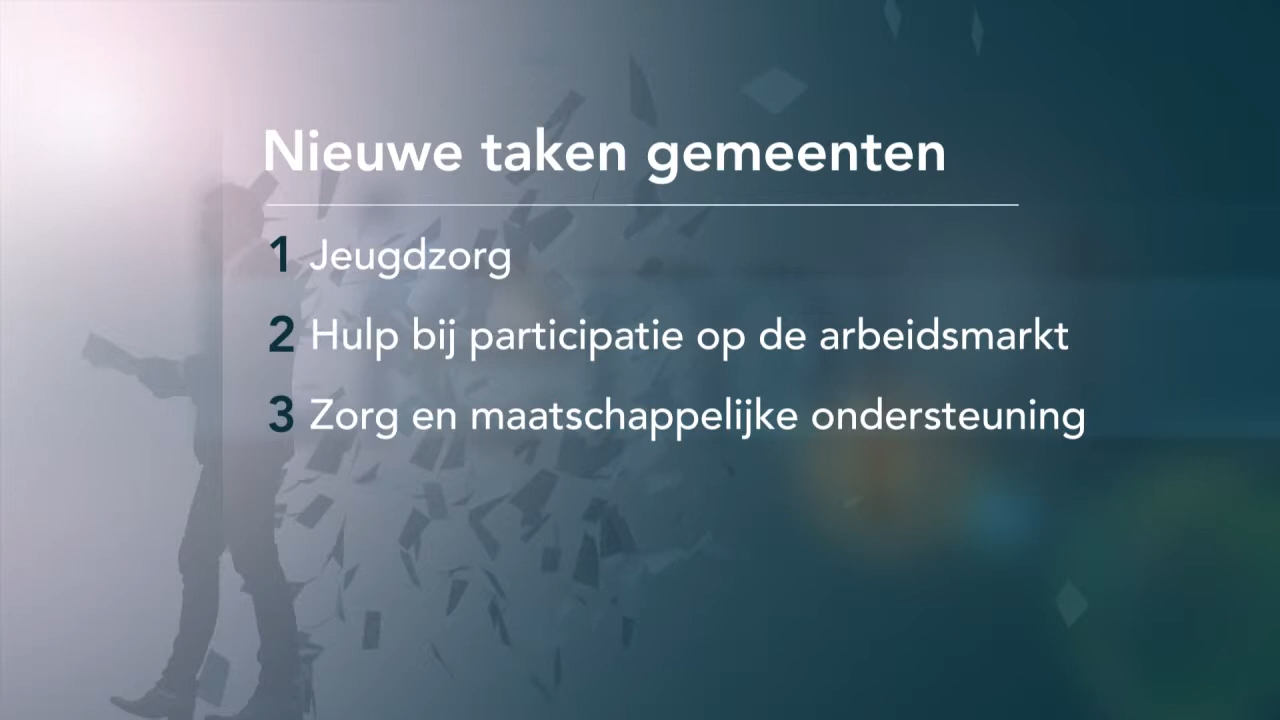 Nieuwe taken gemeenten
1 Jeugdzorg
2 Hulp bij participatie op de arbeidsmarkt
3 Zorg en maatschappelijke ondersteuning